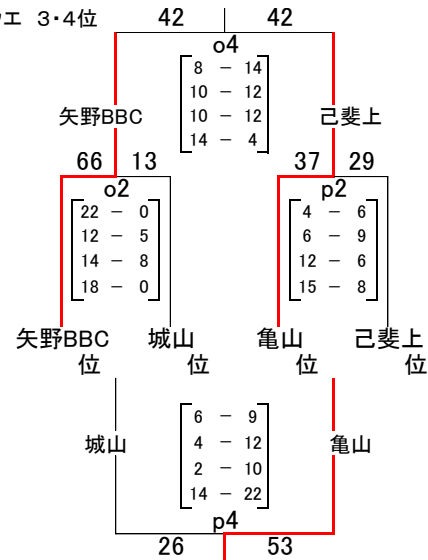 ウエ 3・4位
42 42
o4
8 － 14
10 － 12
10 － 12
14 － 4
矢野BBC 己斐上
66 13 37 29
o2 p2
22 － 0 4 － 6
12 － 5 6 － 9
14 － 8 12 － 6
18 － 0 15 － 8
矢野BBC 城山 亀山 己斐上
位 位 位 位
6 － 9
城山 4 － 12 亀山
2 － 10
14 － 22
p4
26 53